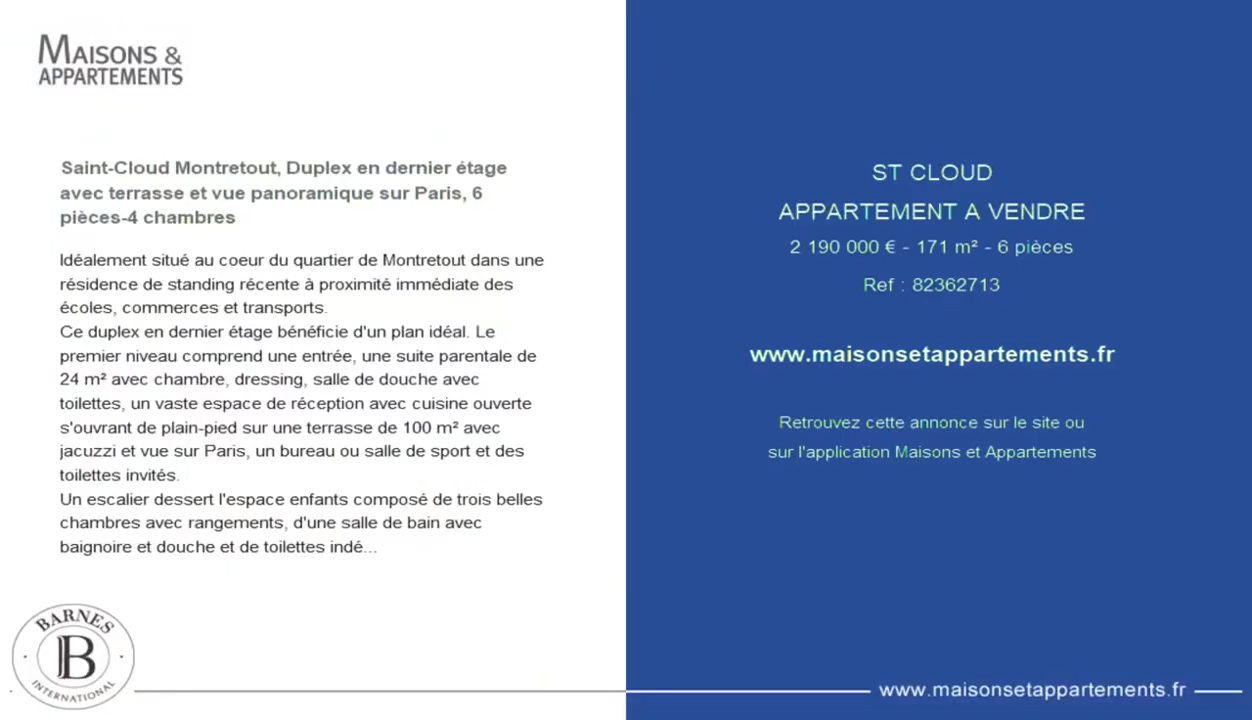 MAISONS &
APPARTEMENTS
Saint-Cloud Montretout, Duplex en dernier étage
avec terrasse et vue panoramique sur Paris, 6
pièces-4 chambres
Idéalement situé au coeur du quartier de Montretout dans une
résidence de standing récente à proximité immédiate des
écoles, commerces et transports.
Ce duplex en dernier étage bénéficie d'un plan idéal. Le
premier niveau comprend une entrée, une suite parentale de
24 m² avec chambre, dressing, salle de douche avec
toilettes, un vaste espace de réception avec cuisine ouverte
s'ouvrant de plain-pied sur une terrasse de 100 m² avec
jacuzzi et vue sur Paris, un bureau ou salle de sport et des
toilettes invités.
Un escalier dessert l'espace enfants composé de trois belles
chambres avec rangements, d'une salle de bain avec
baignoire et douche et de toilettes indé...
BARNES
B
INTERNATIONAL
ST CLOUD
APPARTEMENT A VENDRE
2 190 000 € - 171 m² - 6 pièces
Ref : 82362713
www.maisonsetappartements.fr
Retrouvez cette annonce sur le site ou
sur l'application Maisons et Appartements
www.maisonsetappartements.fr